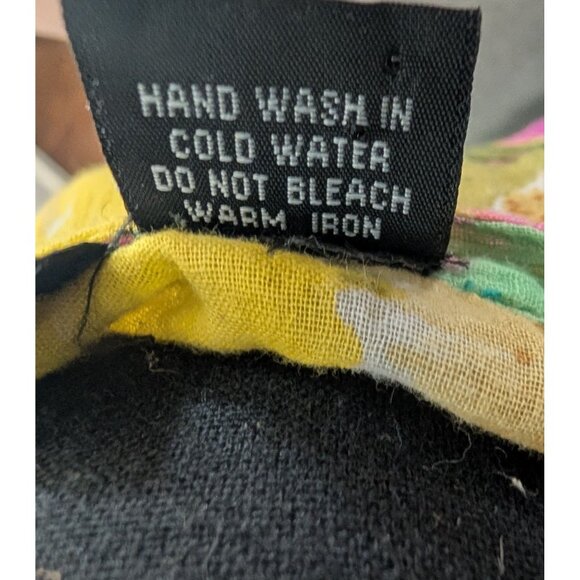 HAND WASH IN
COLD WATER
DO NOT BLEACH
WARM IRON